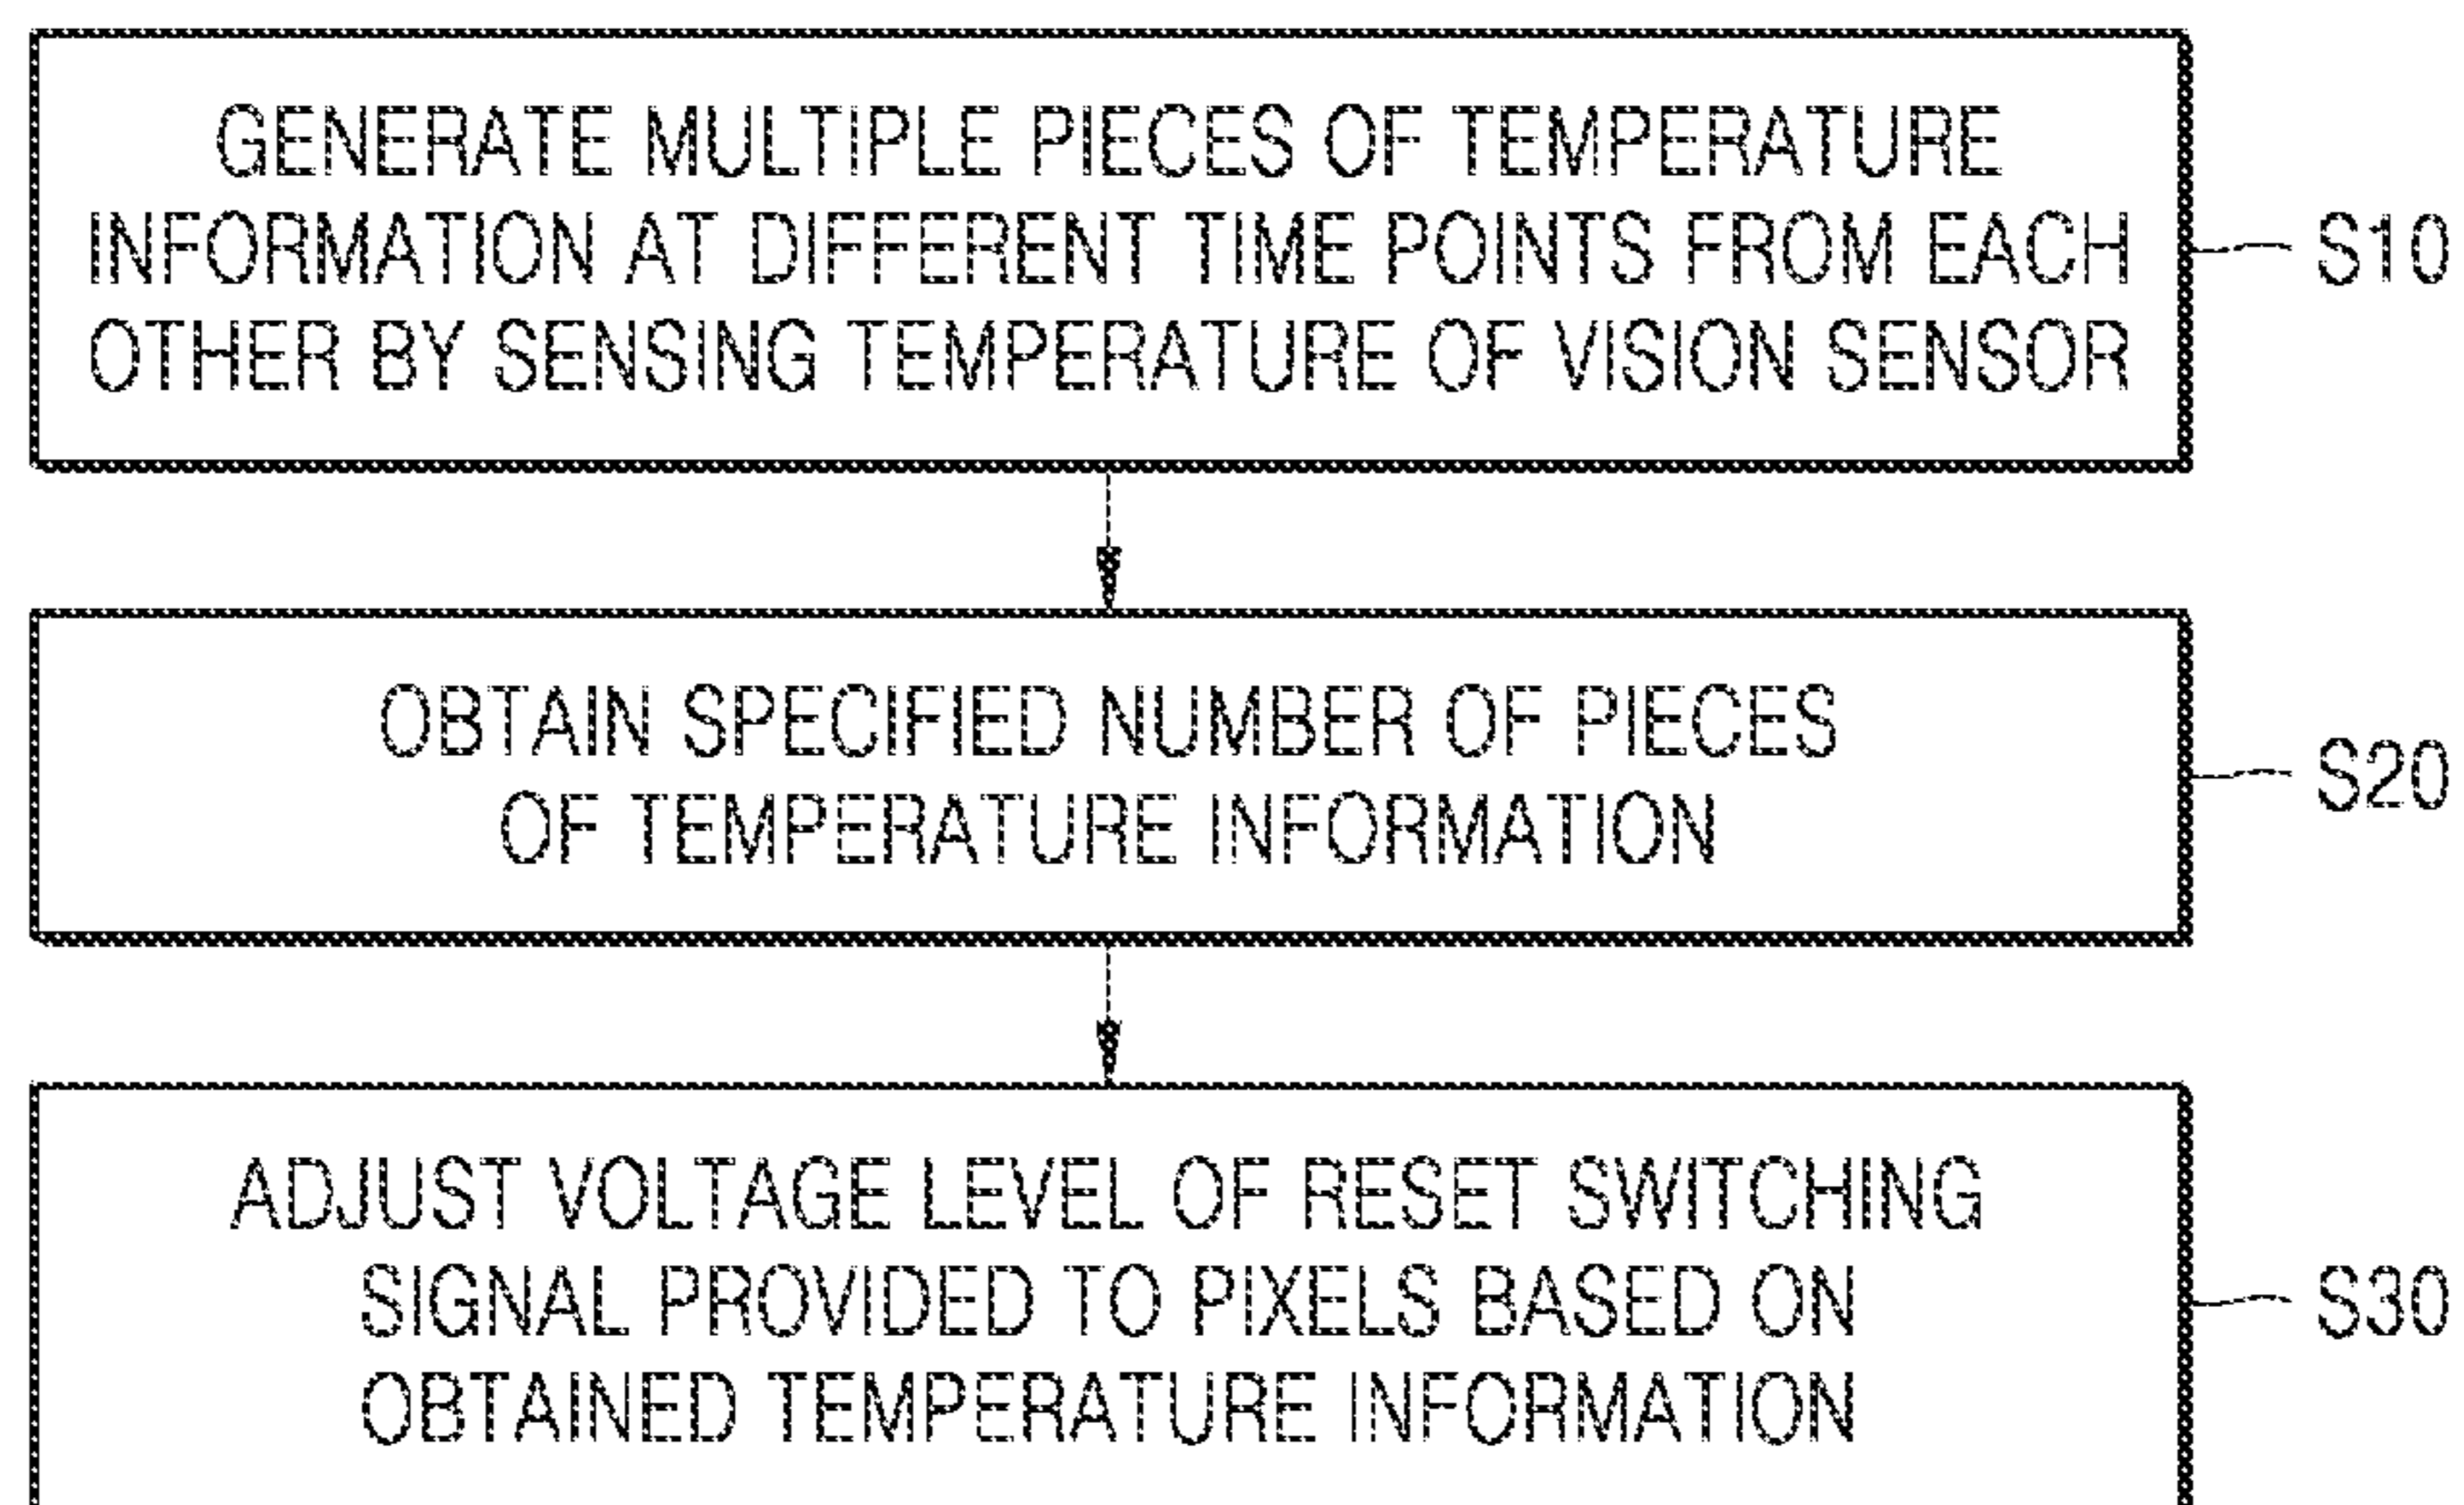 GENERATE MULTIPLE PIECES OF TEMPERATURE
INFORMATION AT DIFFERENT TIME POINTS FROM EACH
OTHER BY SENSING TEMPERATURE OF VISION SENSOR
S10
OBTAIN SPECIFIED NUMBER OF PIECES
OF TEMPERATURE INFORMATION
S20
ADJUST VOLTAGE LEVEL OF RESET SWITCHING
SIGNAL PROVIDED TO PIXELS BASED ON
OBTAINED TEMPERATURE INFORMATION
S30